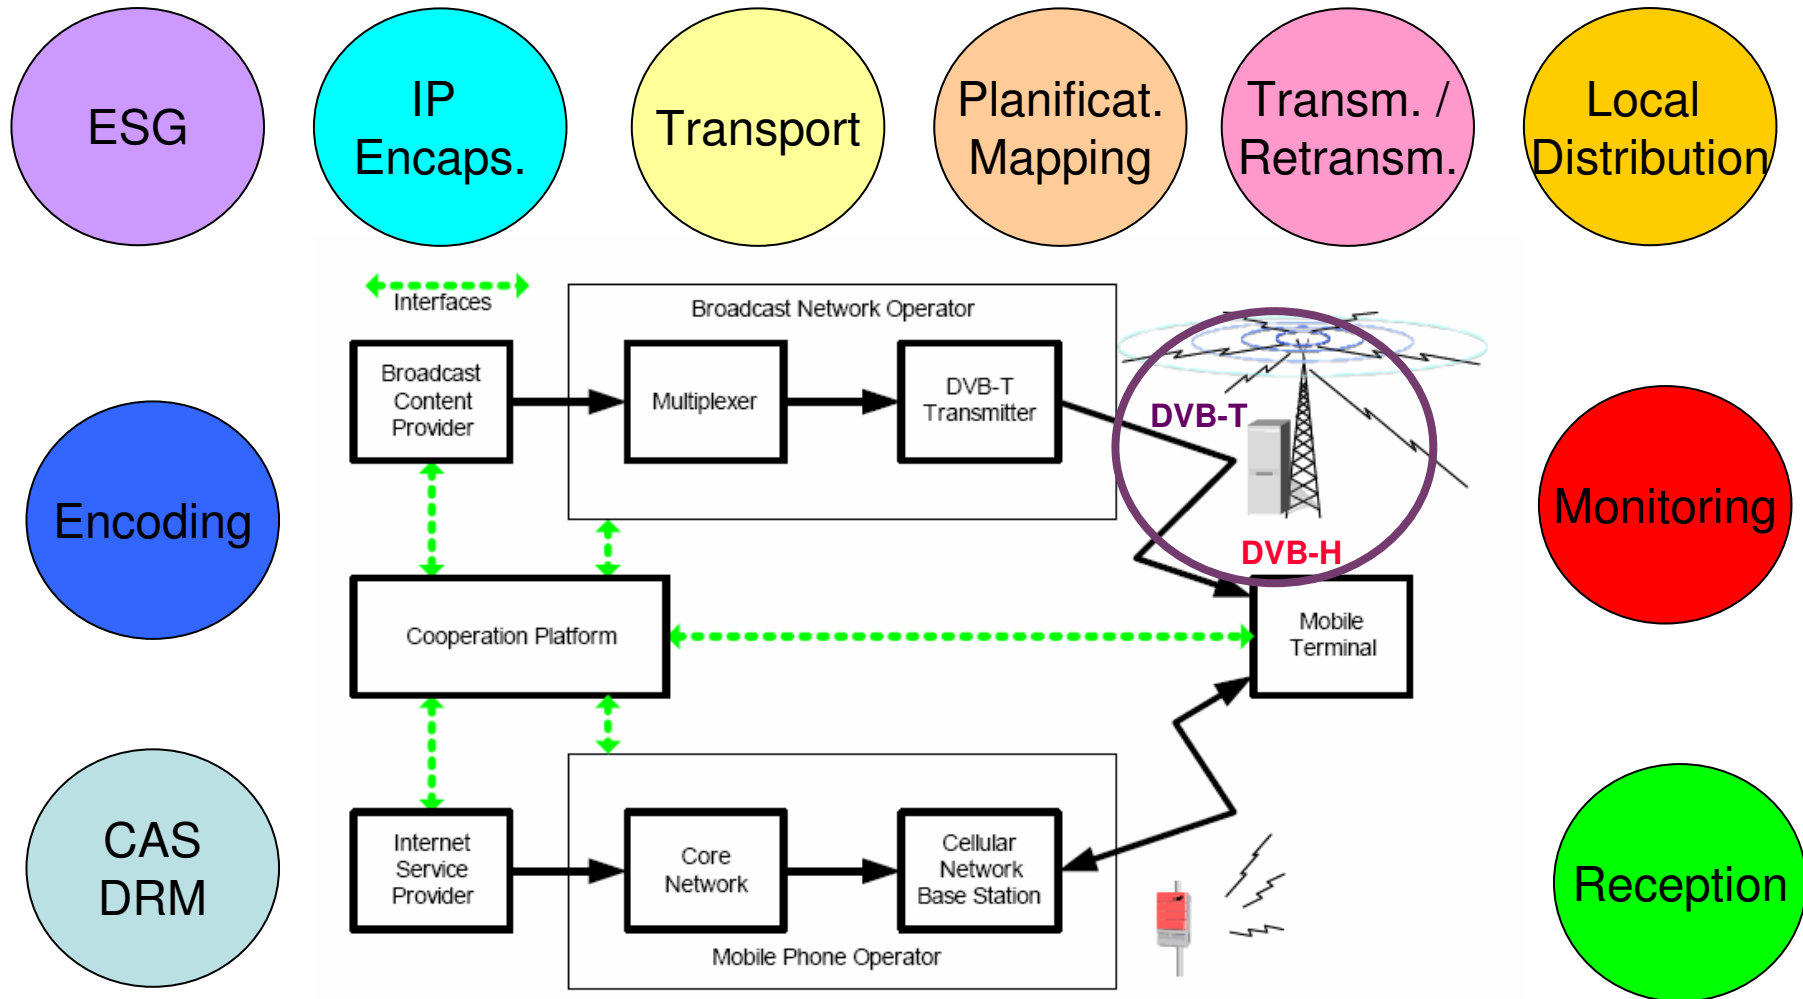 ESG
IP
Encaps.
Transport
Planificat.
Mapping
Transm. /
Retransm.
Local
Distribution
Interfaces
Broadcast Network Operator
Broadcast
Content
Provider
Multiplexer
DVB-T
Transmitter
DVB-T
DVB-H
Encoding
Monitoring
Cooperation Platform
Mobile
Terminal
CAS
DRM
Internet
Service
Provider
Core
Network
Cellular
Network
Base Station
Mobile Phone Operator
Reception